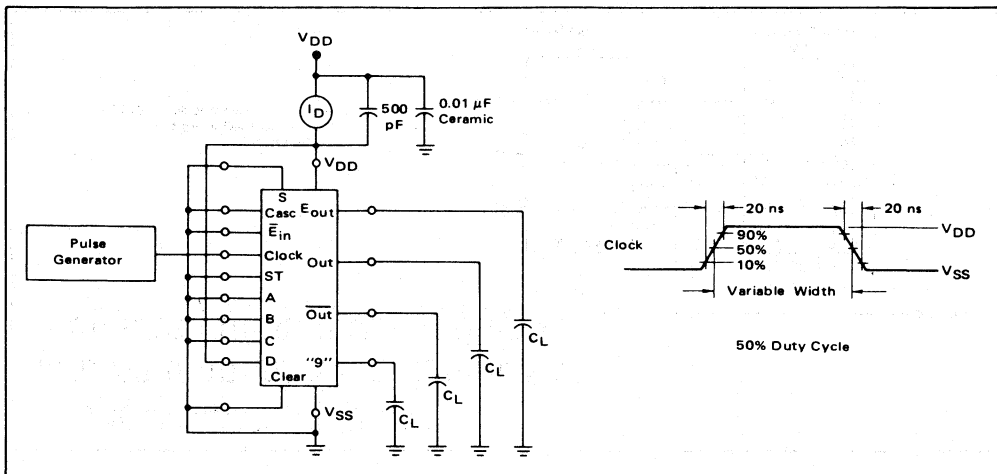 VDD
ID
500 pF
0.01 μF Ceramic
VDD
S
Casc
Ēin
Clock
ST
A
B
C
D
Clear
Eout
Out
O̅u̅t̅
"9"
VSS
Pulse Generator
CL
CL
CL
CL
20 ns
20 ns
VDD
90%
50%
10%
Clock
VSS
Variable Width
50% Duty Cycle